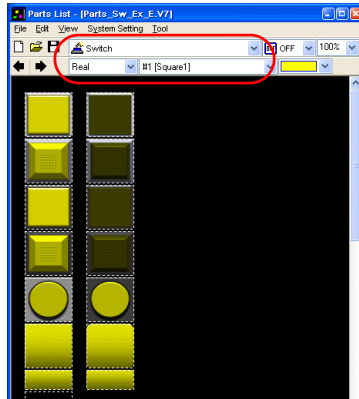 Parts List - [Parts_Sw_Ex_E.V7]
File Edit View System Setting Tool
Switch OFF 100%
Real #1 [Square1]